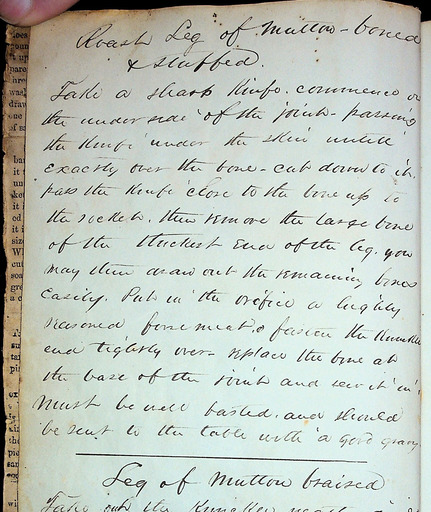 Roast Leg of Mutton - boned
& stuffed.
Take a sharp Knife. commence on
the under side of the joint - passing
the Knife under the skin untill
exactly over the bone - cut down to it.
pass the Knife close to the bone up to
the sockets. then remove the large bone
of the thickest End of the leg. you
may then draw out the remaining bones
Easily. Put in the orifice a highly
seasoned forcemeat, & fasten the Knuckle
end tightly over - replace the bone at
the base of the joint and sew it in.
Must be well basted. and should
be sent to the table with a good gravy
Leg of Mutton braised
Take out the